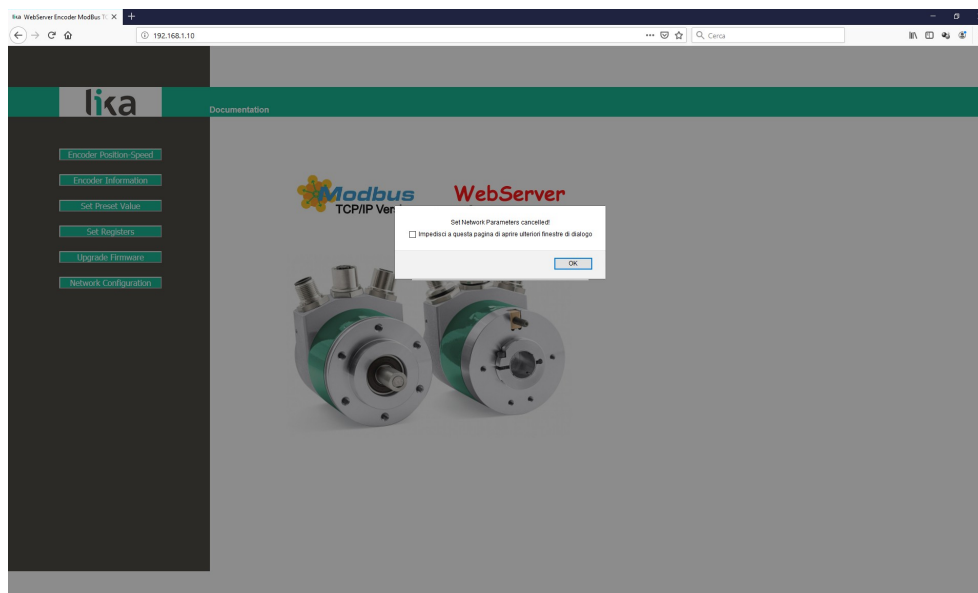 lika WebServer Encoder ModBus TC
192.168.1.10
Cerca
lika
Documentation
Encoder Position-Speed
Encoder Information
Set Preset Value
Set Registers
Upgrade Firmware
Network Configuration
Modbus WebServer
TCP/IP Ver
Set Network Parameters cancelled!
Impedisci a questa pagina di aprire ulteriori finestre di dialogo
OK